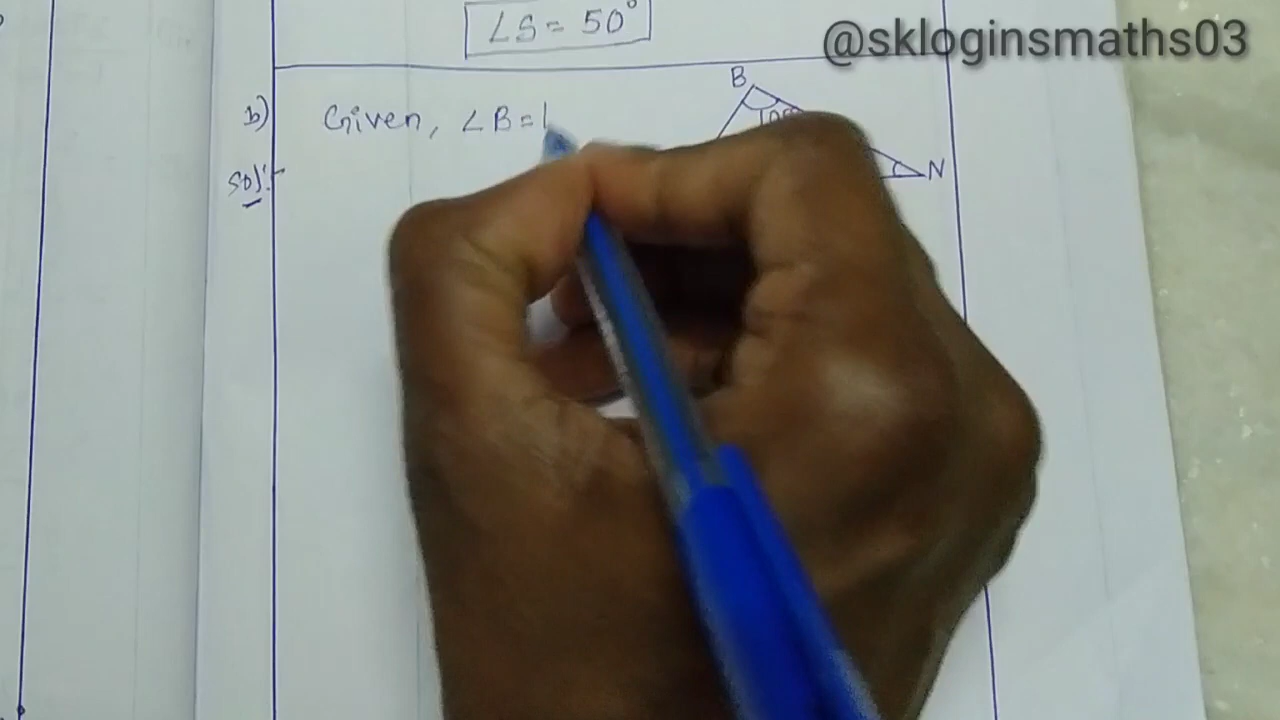 ∠S = 50°
@skloginsmaths03
B
b) Given, ∠B=1
N
Sol:-